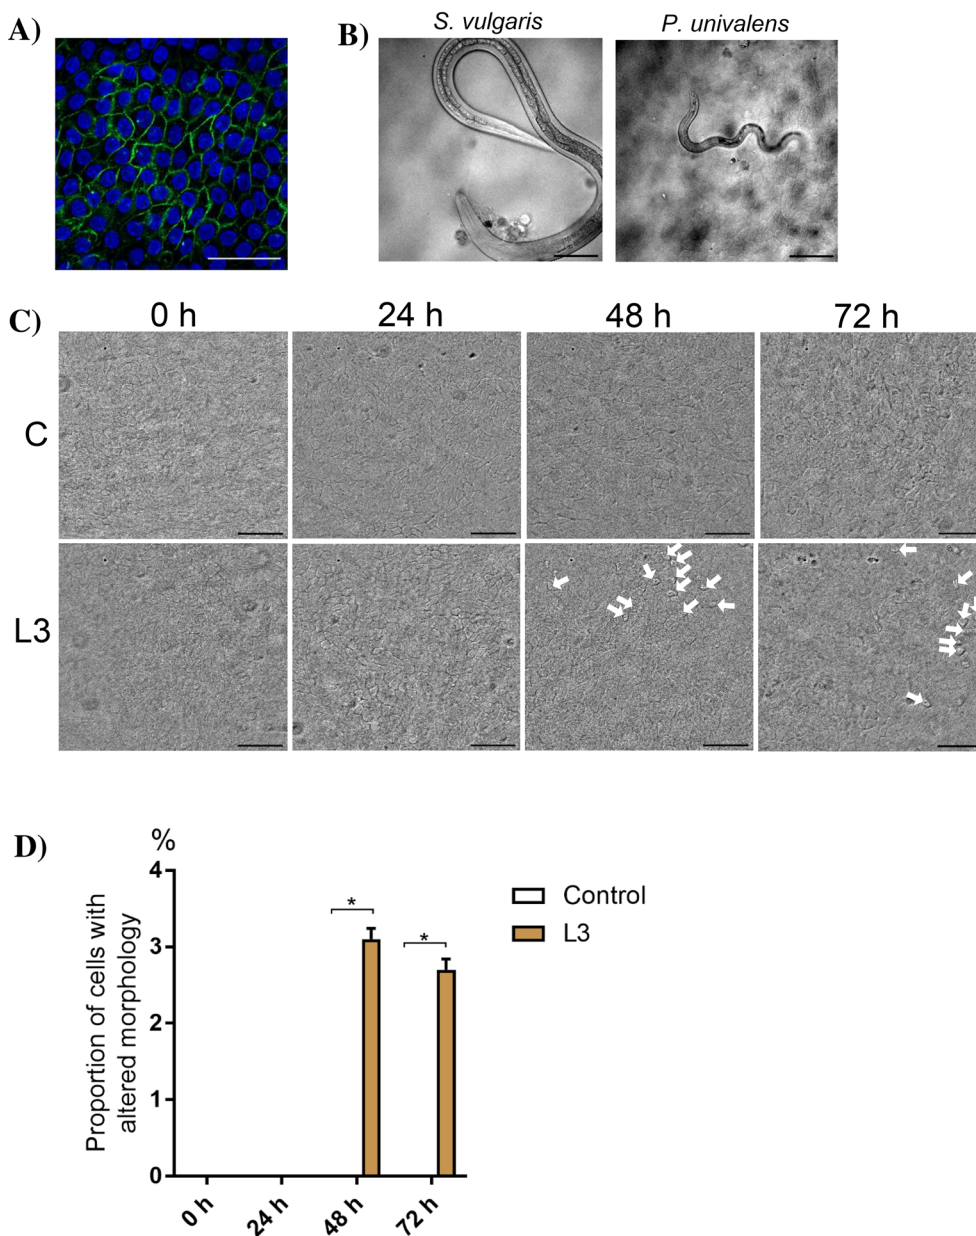 A)
B)
S. vulgaris
P. univalens
C)
0 h
24 h
48 h
72 h
C
L3
D)
%
Proportion of cells with
altered morphology
4
3
2
1
0
*
*
Control
L3
0 h
24 h
48 h
72 h